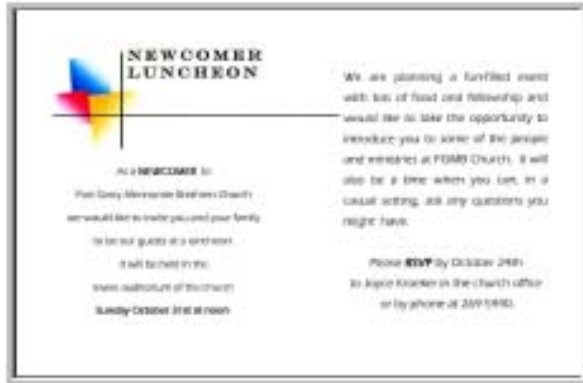 NEWCOMER
LUNCHEON
As a NEWCOMER to
Fort Garry Mennonite Brethren Church
we would like to invite you and your family
to be our guests at a luncheon
It will be held in the
lower auditorium of the church
Sunday October 31st at noon
We are planning a fun-filled event
with lots of food and fellowship and
would like to take the opportunity to
introduce you to some of the people
and ministries at FGMB Church. It will
also be a time when you can, in a
casual setting, ask any questions you
might have.
Please RSVP by October 24th
to Joyce Kroeker in the church office
or by phone at